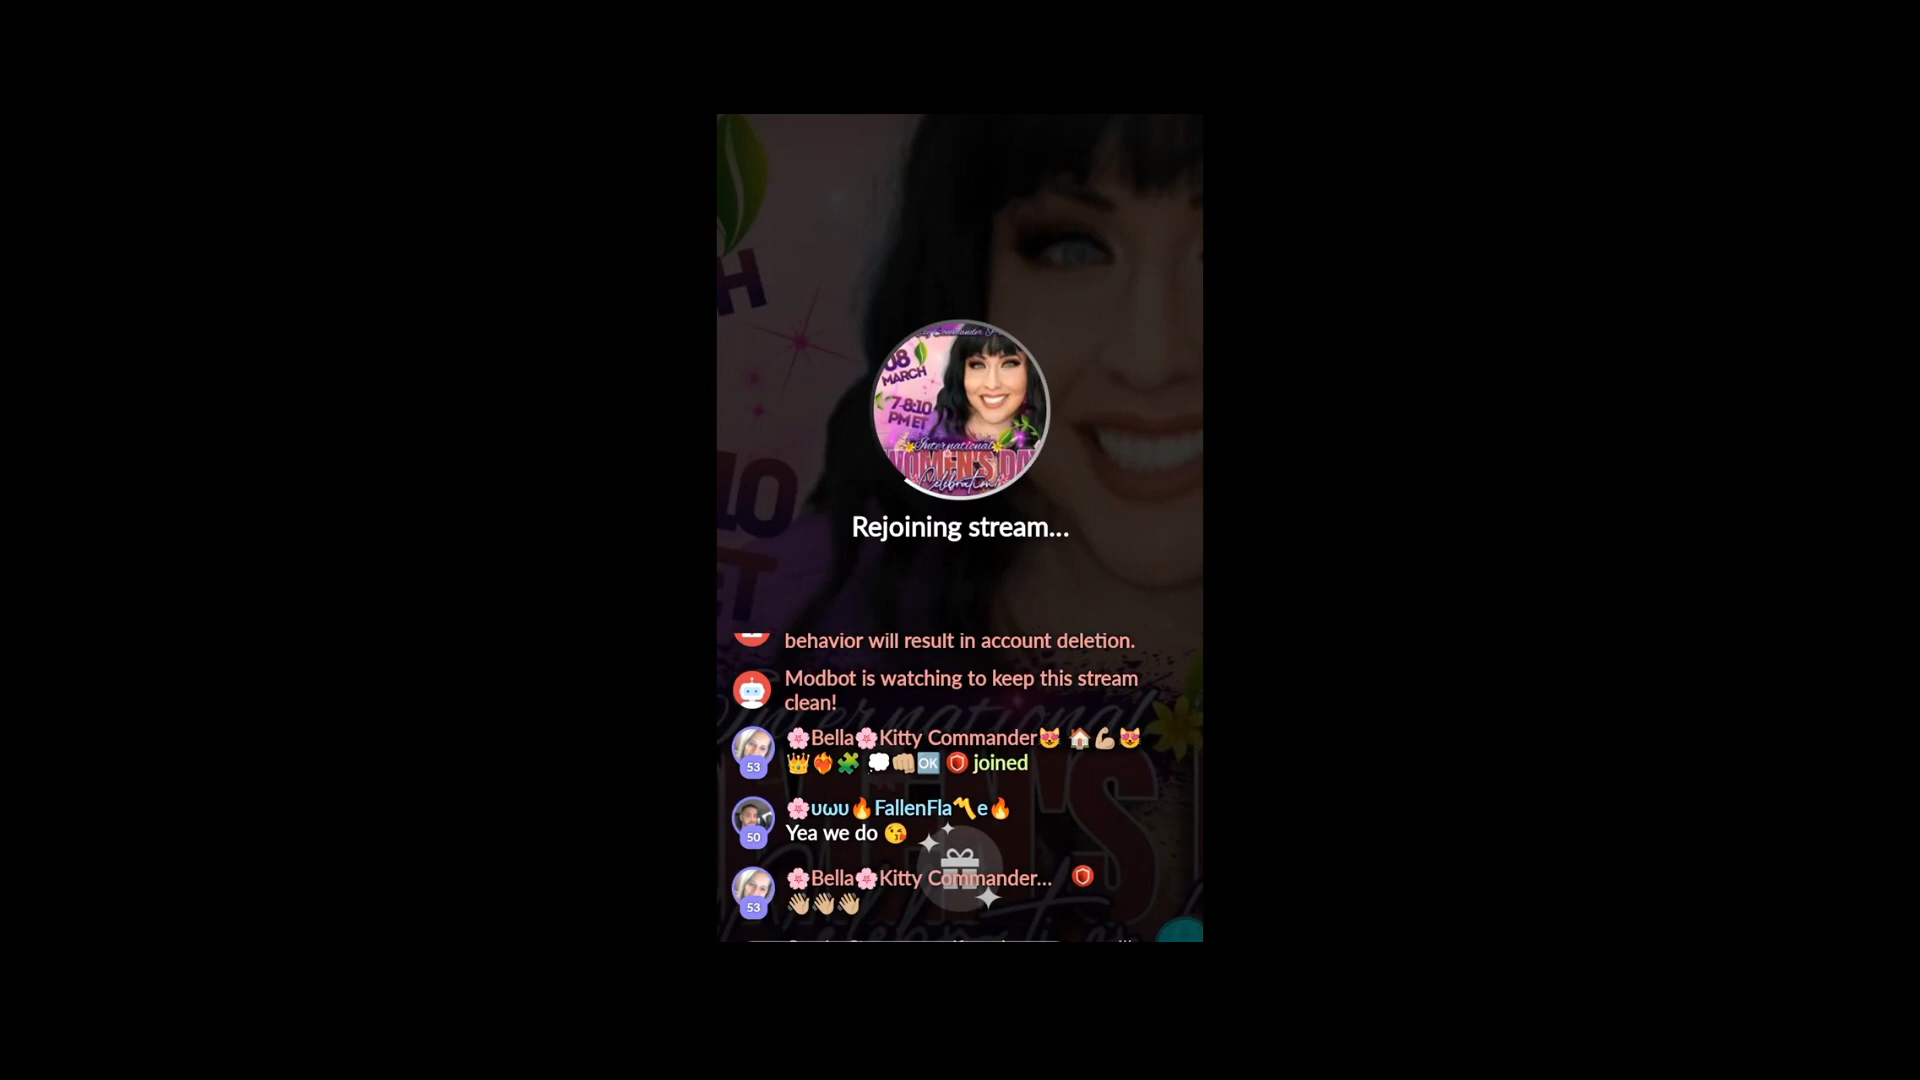 08
MARCH
7-8:10
PM ET
International
WOMEN'S DAY
Celebration
Rejoining stream...
behavior will result in account deletion.
Modbot is watching to keep this stream
clean!
🌸Bella🌸Kitty Commander😻 🏠💪🏼😻
👑❤️‍🔥🧩 💭👊🏼🆗 joined
53
🌸υωυ🔥FallenFla〽️e🔥
Yea we do 😘
50
🌸Bella🌸Kitty Commander...
👋🏼👋🏼👋🏼
53